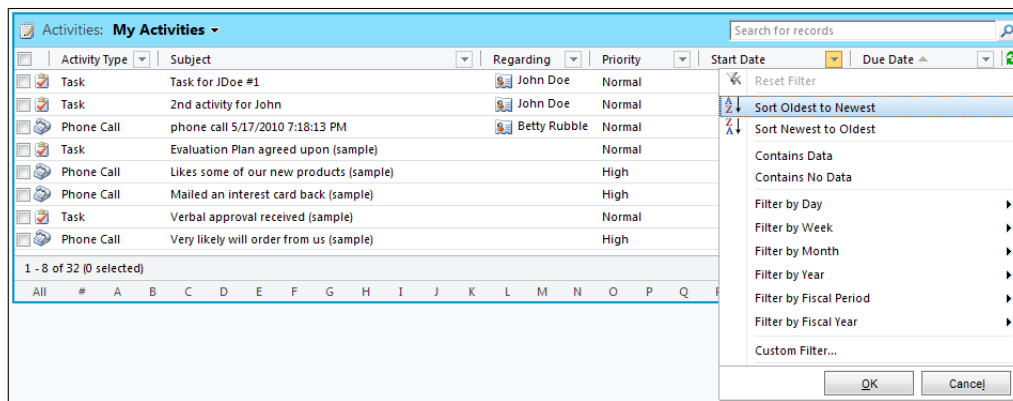 Activities: My Activities
Search for records
Activity Type Subject Regarding Priority Start Date Due Date
Task Task for JDoe #1 John Doe Normal
Task 2nd activity for John John Doe Normal
Phone Call phone call 5/17/2010 7:18:13 PM Betty Rubble Normal
Task Evaluation Plan agreed upon (sample) Normal
Phone Call Likes some of our new products (sample) High
Phone Call Mailed an interest card back (sample) High
Task Verbal approval received (sample) Normal
Phone Call Very likely will order from us (sample) High
1 - 8 of 32 (0 selected)
All # A B C D E F G H I J K L M N O P Q
Reset Filter
Sort Oldest to Newest
Sort Newest to Oldest
Contains Data
Contains No Data
Filter by Day
Filter by Week
Filter by Month
Filter by Year
Filter by Fiscal Period
Filter by Fiscal Year
Custom Filter...
OK Cancel